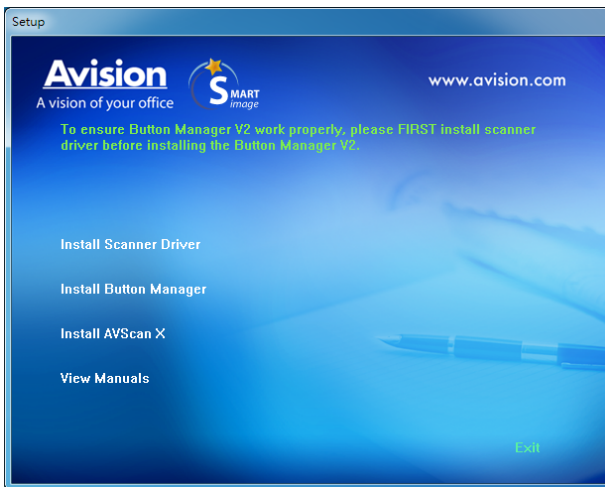 Setup
Avision
SMART
image
www.avision.com
A vision of your office
To ensure Button Manager V2 work properly, please FIRST install scanner
driver before installing the Button Manager V2.
Install Scanner Driver
Install Button Manager
Install AVScan X
View Manuals
Exit